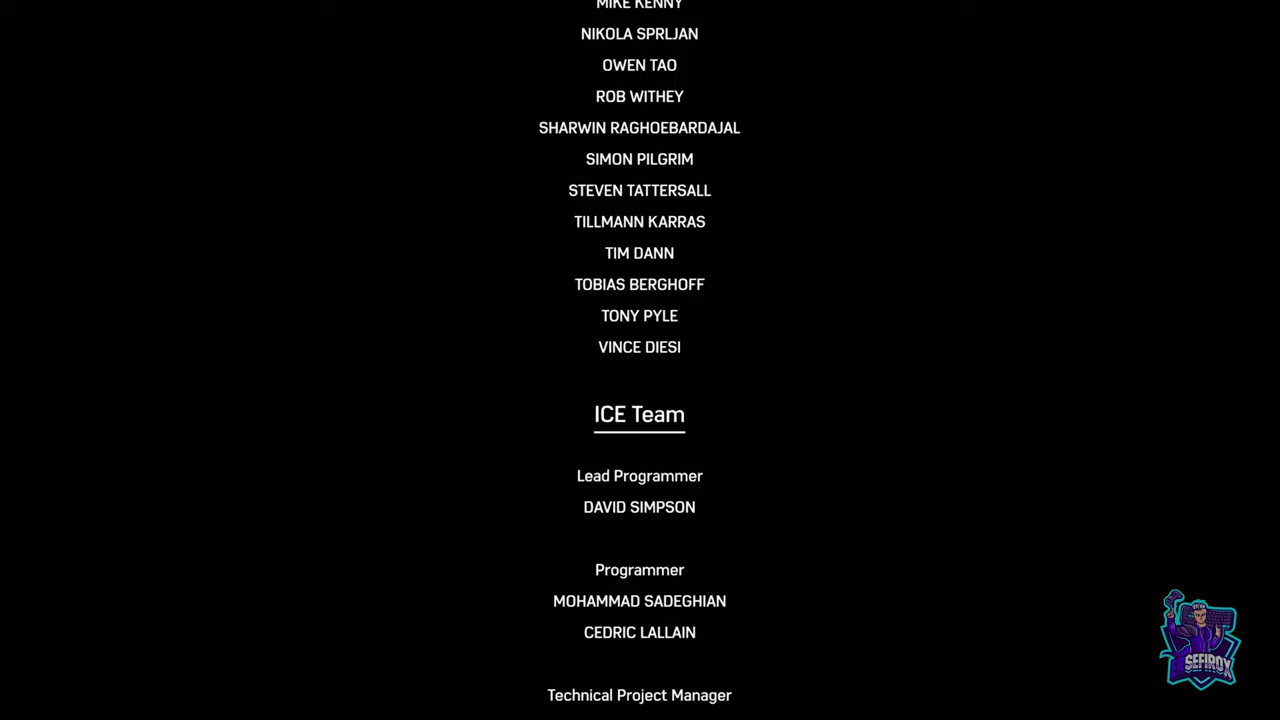 MIKE KENNY
NIKOLA SPRLJAN
OWEN TAO
ROB WITHEY
SHARWIN RAGHOEBARDAJAL
SIMON PILGRIM
STEVEN TATTERSALL
TILLMANN KARRAS
TIM DANN
TOBIAS BERGHOFF
TONY PYLE
VINCE DIESI
ICE Team
Lead Programmer
DAVID SIMPSON
Programmer
MOHAMMAD SADEGHIAN
CEDRIC LALLAIN
Technical Project Manager
SEFIROX